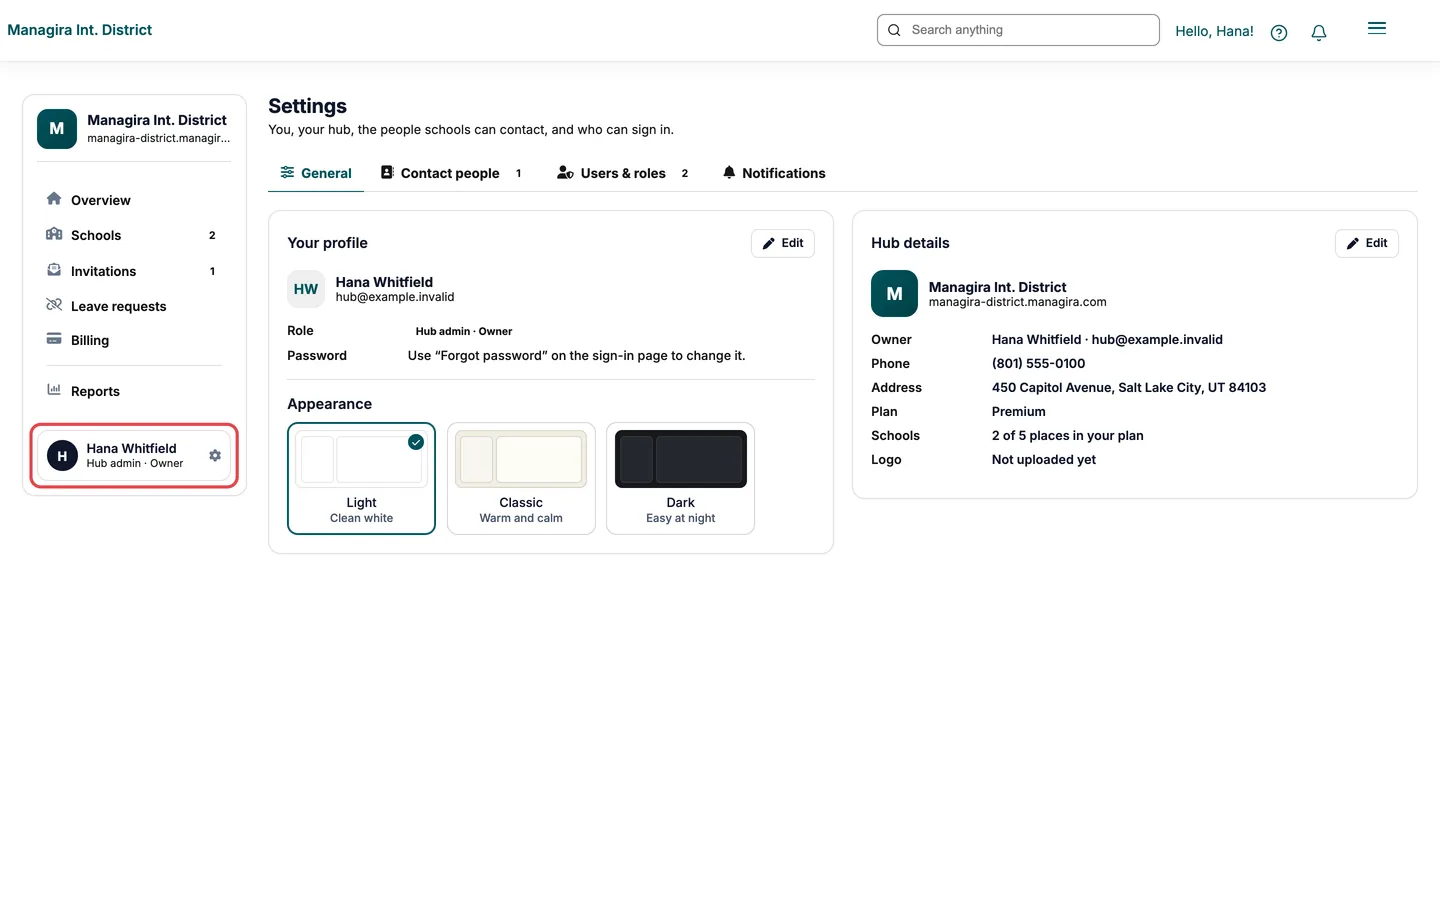 Managira Int. District
Search anything
Hello, Hana!
M
Managira Int. District
managira-district.managir...
Overview
Schools 2
Invitations 1
Leave requests
Billing
Reports
H
Hana Whitfield
Hub admin · Owner
Settings
You, your hub, the people schools can contact, and who can sign in.
General
Contact people 1
Users & roles 2
Notifications
Your profile
Edit
HW
Hana Whitfield
hub@example.invalid
Role Hub admin · Owner
Password Use “Forgot password” on the sign-in page to change it.
Appearance
Light
Clean white
Classic
Warm and calm
Dark
Easy at night
Hub details
Edit
M
Managira Int. District
managira-district.managira.com
Owner Hana Whitfield · hub@example.invalid
Phone (801) 555-0100
Address 450 Capitol Avenue, Salt Lake City, UT 84103
Plan Premium
Schools 2 of 5 places in your plan
Logo Not uploaded yet